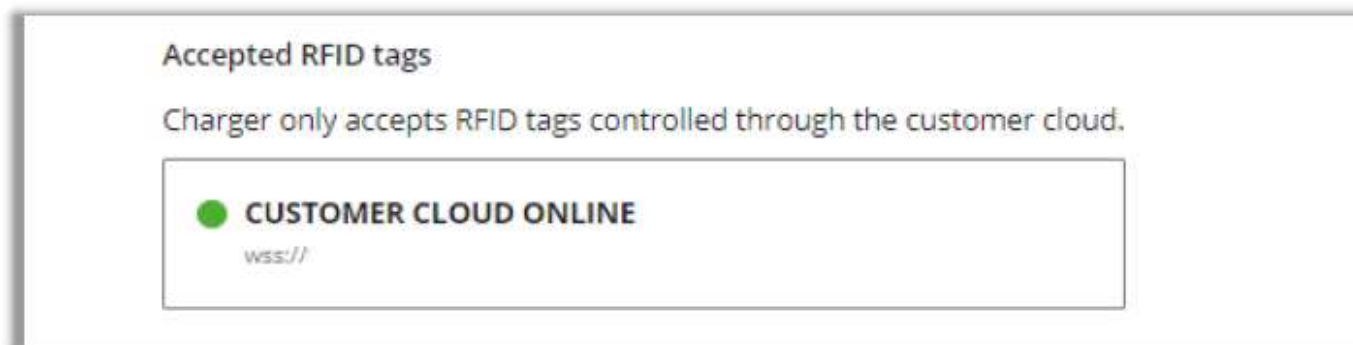 Accepted RFID tags
Charger only accepts RFID tags controlled through the customer cloud.
CUSTOMER CLOUD ONLINE
wss://